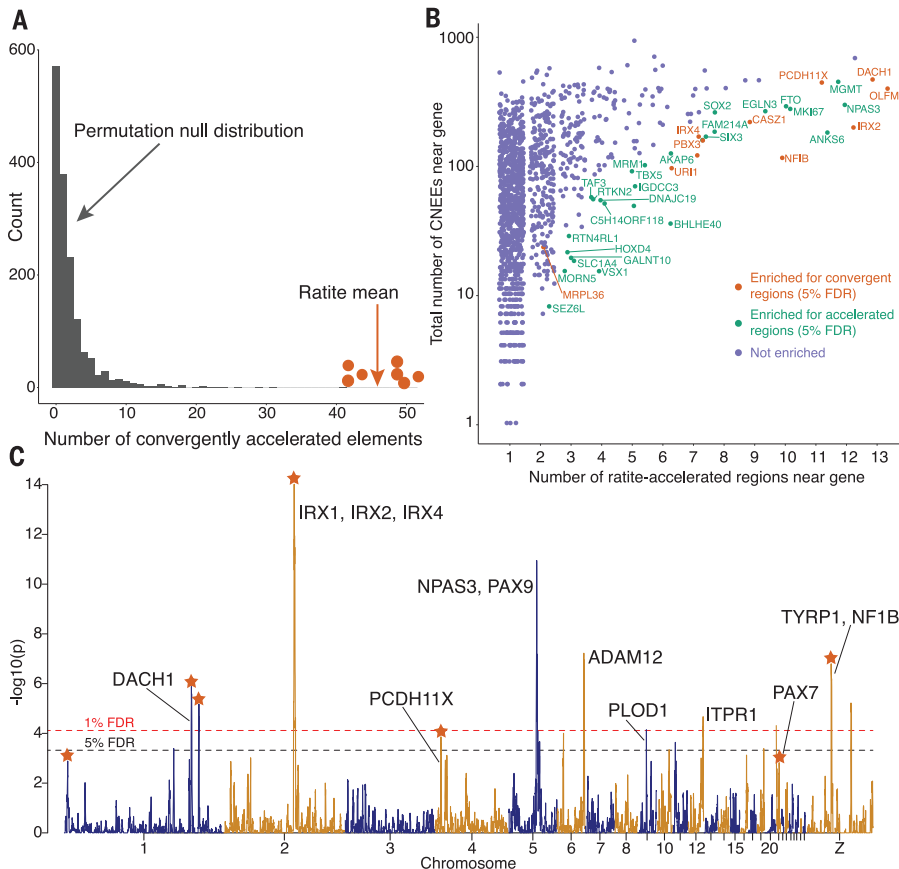 A
600
400
200
0
Count
Permutation null distribution
Ratite mean
0
10
20
30
40
50
Number of convergently accelerated elements
B
1000
100
10
1
Total number of CNEEs near gene
PCDH11X
DACH1
MGMT
OLFM
SOX2
EGLN3
FTO
MKI67
NPAS3
IRX4
FAM214A
CASZ1
IRX2
PBX3
SIX3
ANKS6
AKAP6
NFIB
MRM1
URI1
TBX5
TAF3
RTKN2
IGDCC3
DNAJC19
C5H14ORF118
BHLHE40
RTN4RL1
HOXD4
GALNT10
SLC1A4
MORN5
VSX1
MRPL36
SEZ6L
Enriched for convergent
regions (5% FDR)
Enriched for accelerated
regions (5% FDR)
Not enriched
1
2
3
4
5
6
7
8
9
10
11
12
13
Number of ratite-accelerated regions near gene
C
14
12
10
8
6
4
2
0
-log10(p)
IRX1, IRX2, IRX4
NPAS3, PAX9
TYRP1, NF1B
DACH1
ADAM12
PCDH11X
PLOD1
ITPR1
PAX7
1% FDR
5% FDR
1
2
3
4
5
6
7
8
10
12
15
20
Z
Chromosome